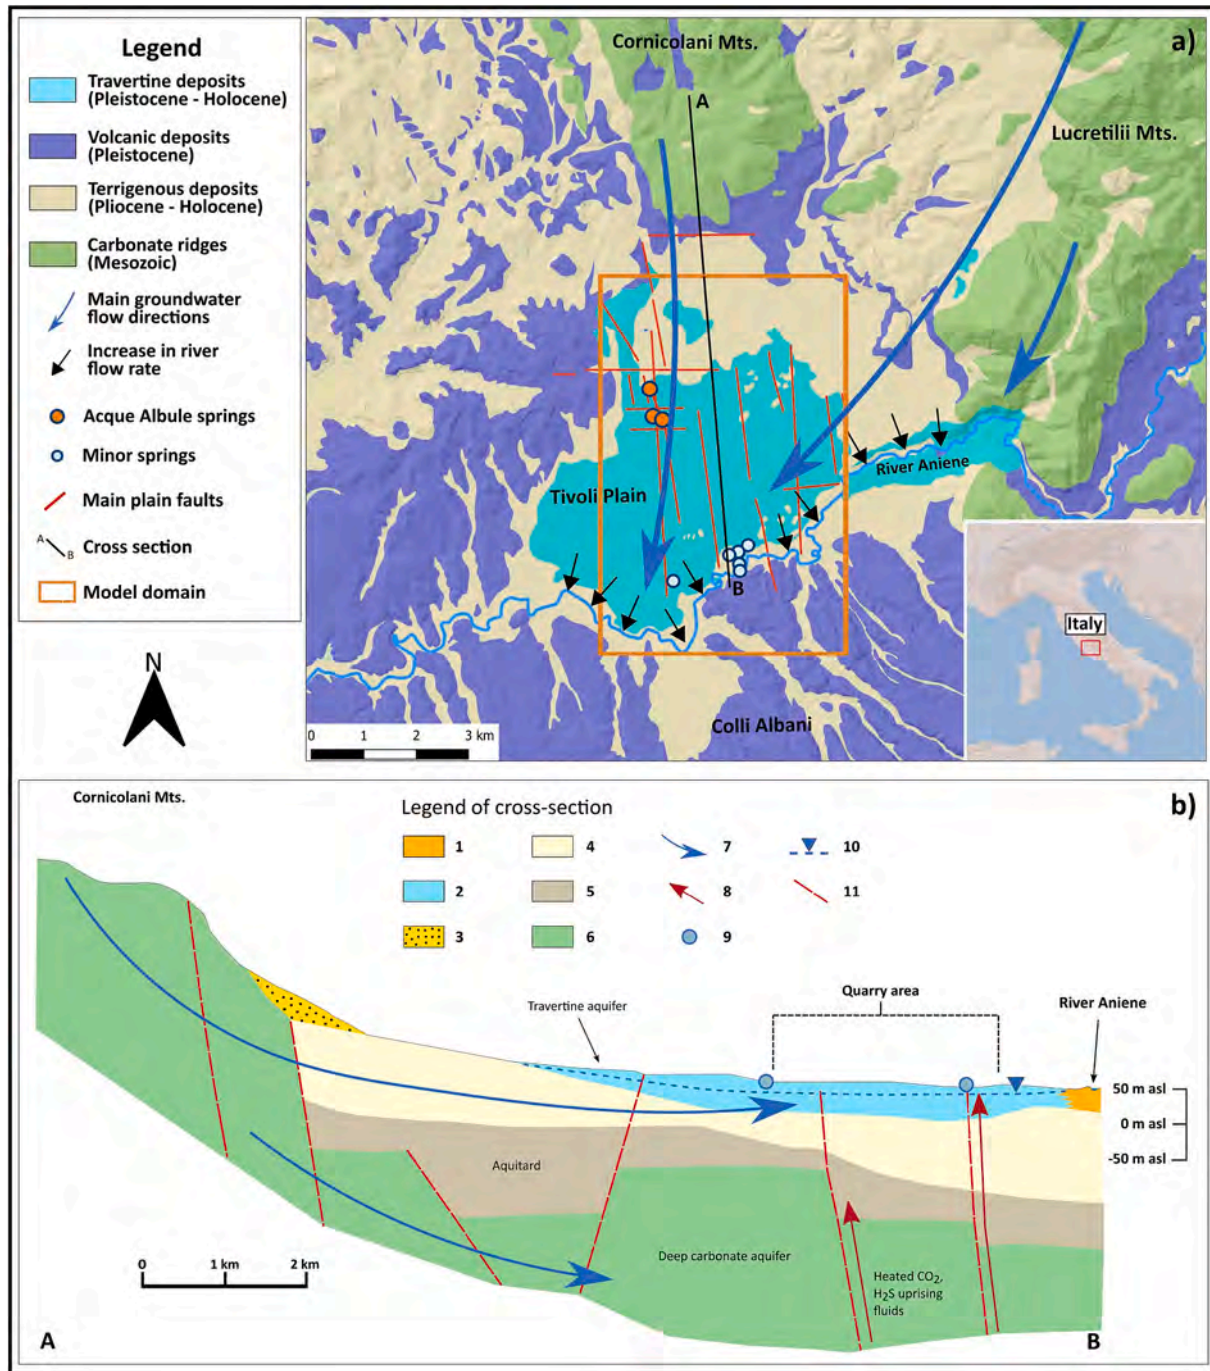 Legend
Travertine deposits
(Pleistocene - Holocene)
Volcanic deposits
(Pleistocene)
Terrigenous deposits
(Pliocene - Holocene)
Carbonate ridges
(Mesozoic)
Main groundwater
flow directions
Increase in river
flow rate
Acque Albule springs
Minor springs
Main plain faults
A
B
Cross section
Model domain
N
a)
Cornicolani Mts.
A
Lucretilii Mts.
River Aniene
Tivoli Plain
B
Colli Albani
Italy
0 1 2 3 km
b)
Cornicolani Mts.
Legend of cross-section
1 4 7 10
2 5 8 11
3 6 9
Quarry area
Travertine aquifer
River Aniene
50 m asl
0 m asl
-50 m asl
Aquitard
Deep carbonate aquifer
Heated CO₂,
H₂S uprising
fluids
0 1 km 2 km
A
B